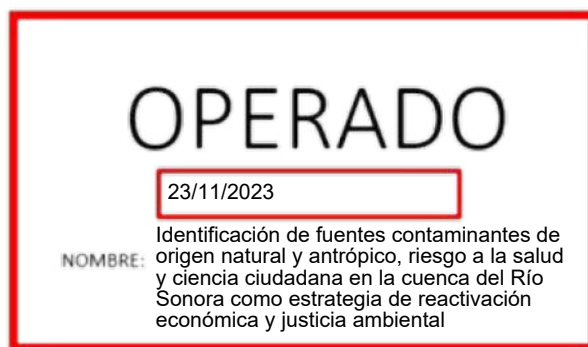 OPERADO
23/11/2023
NOMBRE: Identificación de fuentes contaminantes de
origen natural y antrópico, riesgo a la salud
y ciencia ciudadana en la cuenca del Río
Sonora como estrategia de reactivación
económica y justicia ambiental